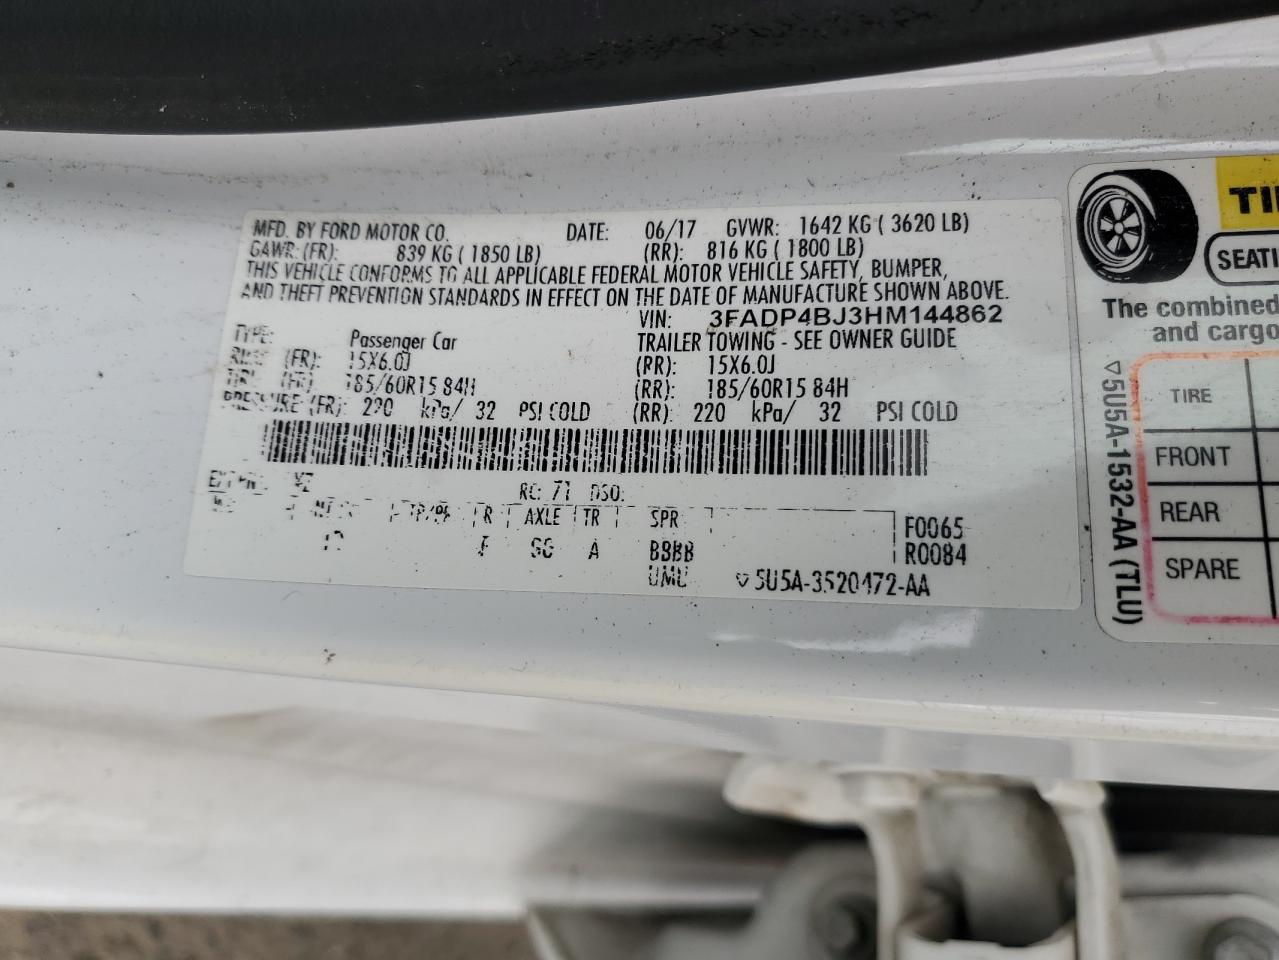 MFD. BY FORD MOTOR CO. DATE: 06/17 GVWR: 1642 KG ( 3620 LB)
GAWR: (FR): 839 KG ( 1850 LB) (RR): 816 KG ( 1800 LB)
THIS VEHICLE CONFORMS TO ALL APPLICABLE FEDERAL MOTOR VEHICLE SAFETY, BUMPER,
AND THEFT PREVENTION STANDARDS IN EFFECT ON THE DATE OF MANUFACTURE SHOWN ABOVE.
VIN: 3FADP4BJ3HM144862
TYPE: Passenger Car TRAILER TOWING - SEE OWNER GUIDE
(FR): 15X6.0J (RR): 15X6.0J
(FR): 185/60R15 84H (RR): 185/60R15 84H
PRESSURE (FR): 220 kPa/ 32 PSI COLD (RR): 220 kPa/ 32 PSI COLD
RC: 71 DSO:
R AXLE TR SPR F0065
A R0084
5U5A-3520472-AA
SEATI
The combined
and cargo
TIRE
FRONT
REAR
SPARE
5U5A-1532-AA (TLU)